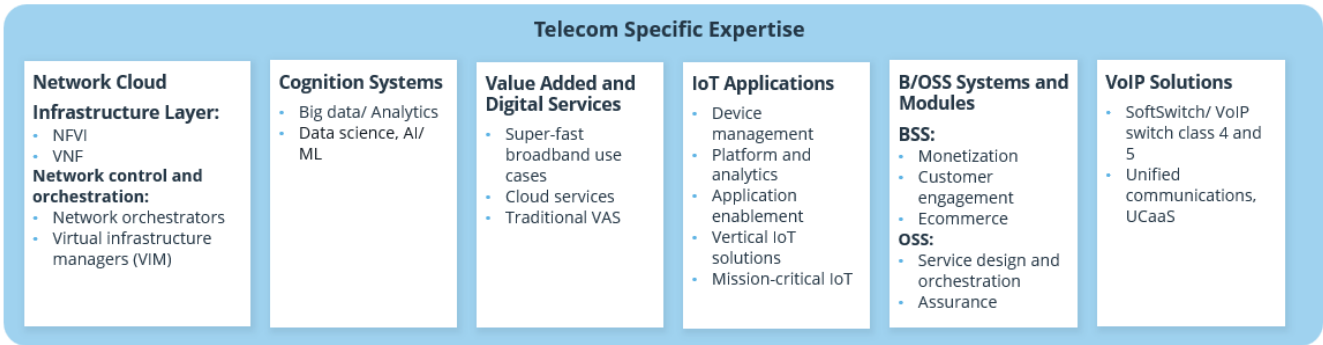 Telecom Specific Expertise
Network Cloud
Infrastructure Layer:
• NFVI
• VNF
Network control and
orchestration:
• Network orchestrators
• Virtual infrastructure
managers (VIM)
Cognition Systems
• Big data/ Analytics
• Data science, AI/
ML
Value Added and
Digital Services
• Super-fast
broadband use
cases
• Cloud services
• Traditional VAS
IoT Applications
• Device
management
• Platform and
analytics
• Application
enablement
• Vertical IoT
solutions
• Mission-critical IoT
B/OSS Systems and
Modules
BSS:
• Monetization
• Customer
engagement
• Ecommerce
OSS:
• Service design and
orchestration
• Assurance
VoIP Solutions
• SoftSwitch/ VoIP
switch class 4 and
5
• Unified
communications,
UCaaS